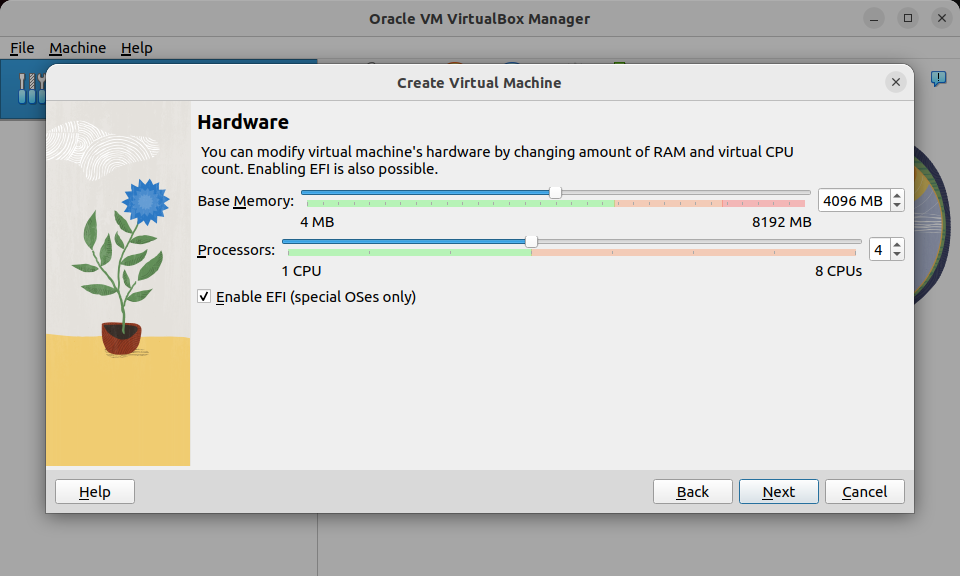 Oracle VM VirtualBox Manager
File Machine Help
Create Virtual Machine
Hardware
You can modify virtual machine's hardware by changing amount of RAM and virtual CPU
count. Enabling EFI is also possible.
Base Memory: 4096 MB
4 MB 8192 MB
Processors: 4
1 CPU 8 CPUs
Enable EFI (special OSes only)
Help Back Next Cancel